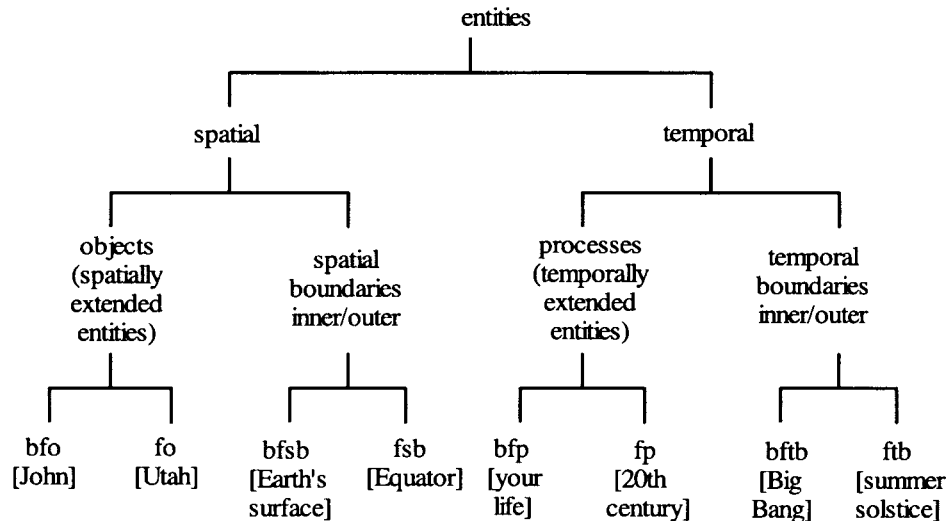 entities
spatial
temporal
objects
(spatially
extended
entities)
spatial
boundaries
inner/outer
processes
(temporally
extended
entities)
temporal
boundaries
inner/outer
bfo
[John]
fo
[Utah]
bfsb
[Earth's
surface]
fsb
[Equator]
bfp
[your
life]
fp
[20th
century]
bftb
[Big
Bang]
ftb
[summer
solstice]